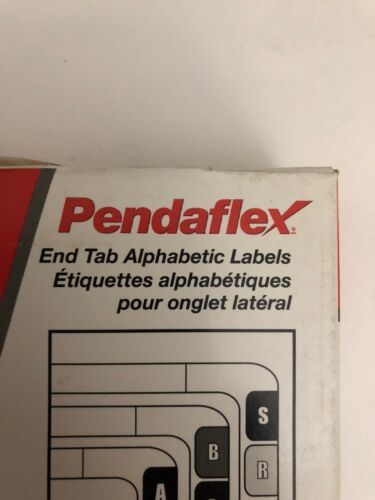 Pendaflex
End Tab Alphabetic Labels
Étiquettes alphabétiques
pour onglet latéral
S
B
R
A